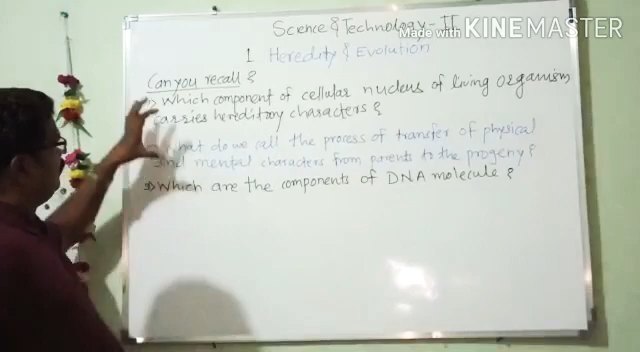 Science & Technology - II
Made with KINEMASTER
1 Heredity & Evolution
Can you recall ?
1) Which component of cellular nucleus of living organism
carries hereditory characters ?
hat do we call the process of transfer of physical
and mental characters from parents to the progeny ?
3) Which are the components of DNA molecule ?